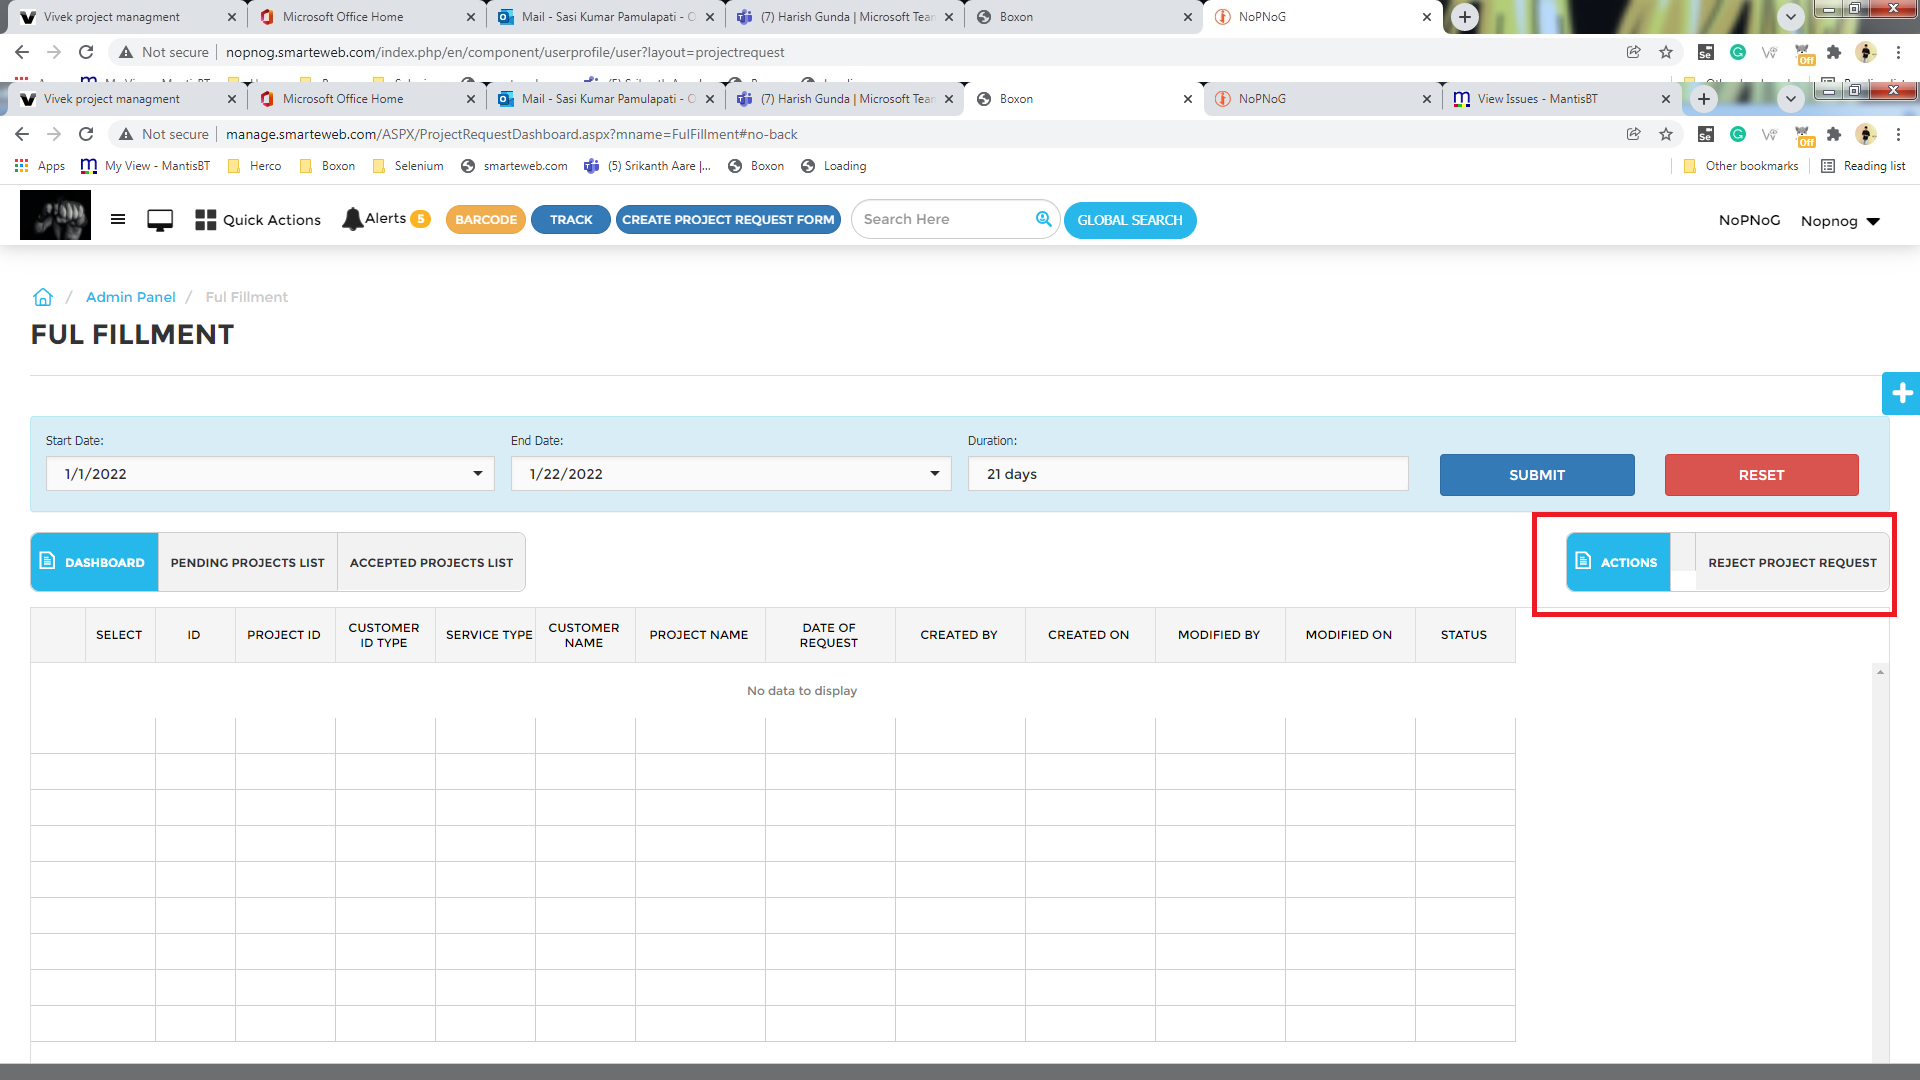 Vivek project managment
Microsoft Office Home
Mail - Sasi Kumar Pamulapati - O
(7) Harish Gunda | Microsoft Tean
Boxon
NoPNoG
Not secure
nopnog.smarteweb.com/index.php/en/component/userprofile/user?layout=projectrequest
Off
Vivek project managment
Microsoft Office Home
Mail - Sasi Kumar Pamulapati - O
(7) Harish Gunda | Microsoft Tean
Boxon
NoPNoG
View Issues - MantisBT
Not secure
manage.smarteweb.com/ASPX/ProjectRequestDashboard.aspx?mname=FulFillment#no-back
Se
Off
Apps
My View - MantisBT
Herco
Boxon
Selenium
smarteweb.com
(5) Srikanth Aare |...
Boxon
Loading
Other bookmarks
Reading list
Quick Actions
Alerts 5
BARCODE
TRACK
CREATE PROJECT REQUEST FORM
Search Here
GLOBAL SEARCH
NoPNoG
Nopnog
/ Admin Panel / Ful Fillment
FUL FILLMENT
Start Date:
End Date:
Duration:
1/1/2022
1/22/2022
21 days
SUBMIT
RESET
DASHBOARD
PENDING PROJECTS LIST
ACCEPTED PROJECTS LIST
ACTIONS
REJECT PROJECT REQUEST
SELECT
ID
PROJECT ID
CUSTOMER
ID TYPE
SERVICE TYPE
CUSTOMER
NAME
PROJECT NAME
DATE OF
REQUEST
CREATED BY
CREATED ON
MODIFIED BY
MODIFIED ON
STATUS
No data to display